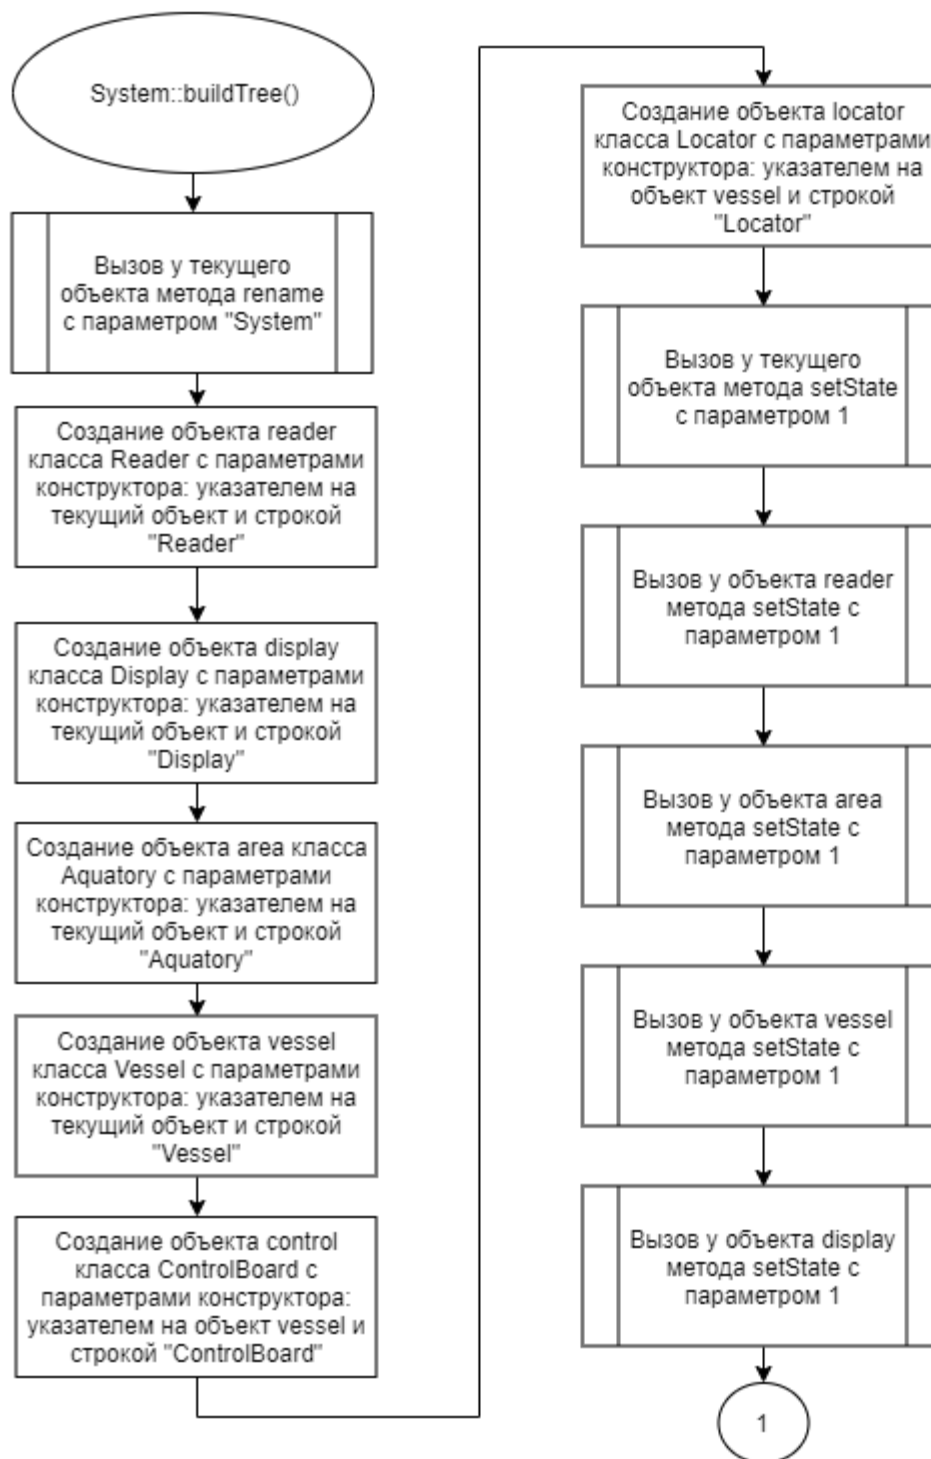 System::buildTree()
Вызов у текущего
объекта метода rename
с параметром "System"
Создание объекта reader
класса Reader с параметрами
конструктора: указателем на
текущий объект и строкой
"Reader"
Создание объекта display
класса Display с параметрами
конструктора: указателем на
текущий объект и строкой
"Display"
Создание объекта area класса
Aquatory с параметрами
конструктора: указателем на
текущий объект и строкой
"Aquatory"
Создание объекта vessel
класса Vessel с параметрами
конструктора: указателем на
текущий объект и строкой
"Vessel"
Создание объекта control
класса ControlBoard с
параметрами конструктора:
указателем на объект vessel и
строкой "ControlBoard"
Создание объекта locator
класса Locator с параметрами
конструктора: указателем на
объект vessel и строкой
"Locator"
Вызов у текущего
объекта метода setState
с параметром 1
Вызов у объекта reader
метода setState с
параметром 1
Вызов у объекта area
метода setState с
параметром 1
Вызов у объекта vessel
метода setState с
параметром 1
Вызов у объекта display
метода setState с
параметром 1
1